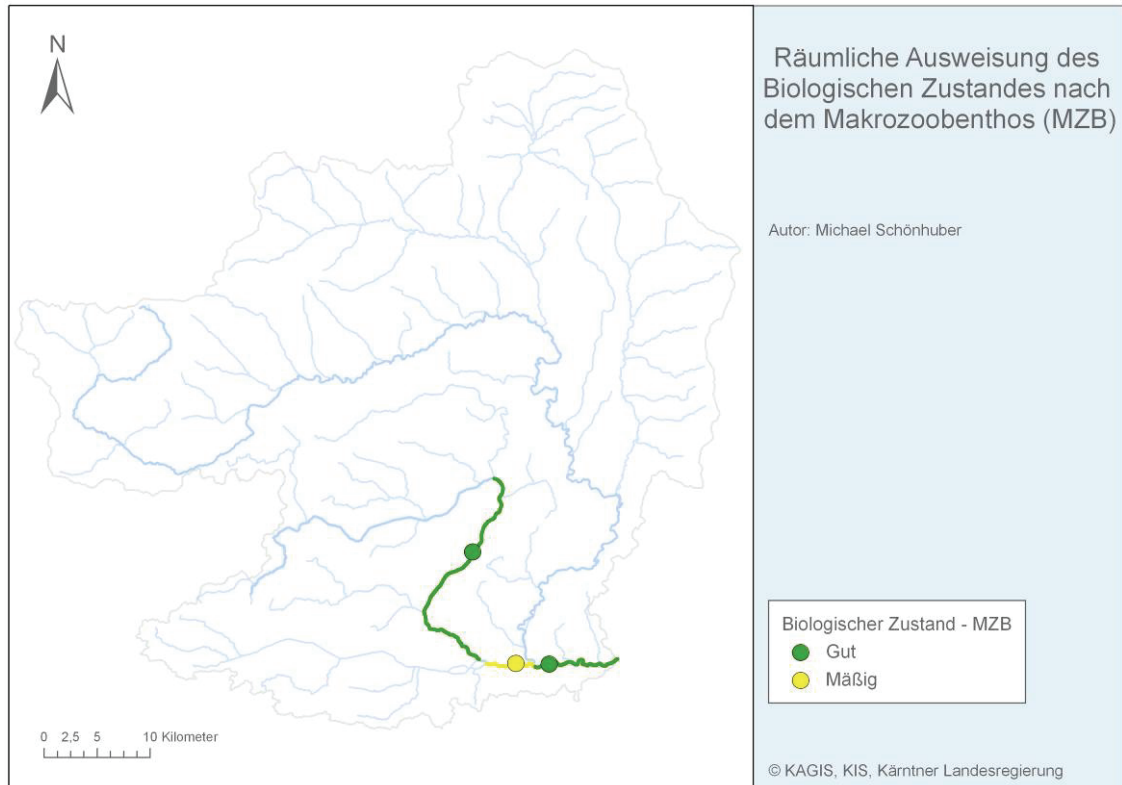 N
0 2,5 5 10 Kilometer
Räumliche Ausweisung des
Biologischen Zustandes nach
dem Makrozoobenthos (MZB)
Autor: Michael Schönhuber
Biologischer Zustand - MZB
Gut
Mäßig
© KAGIS, KIS, Kärntner Landesregierung